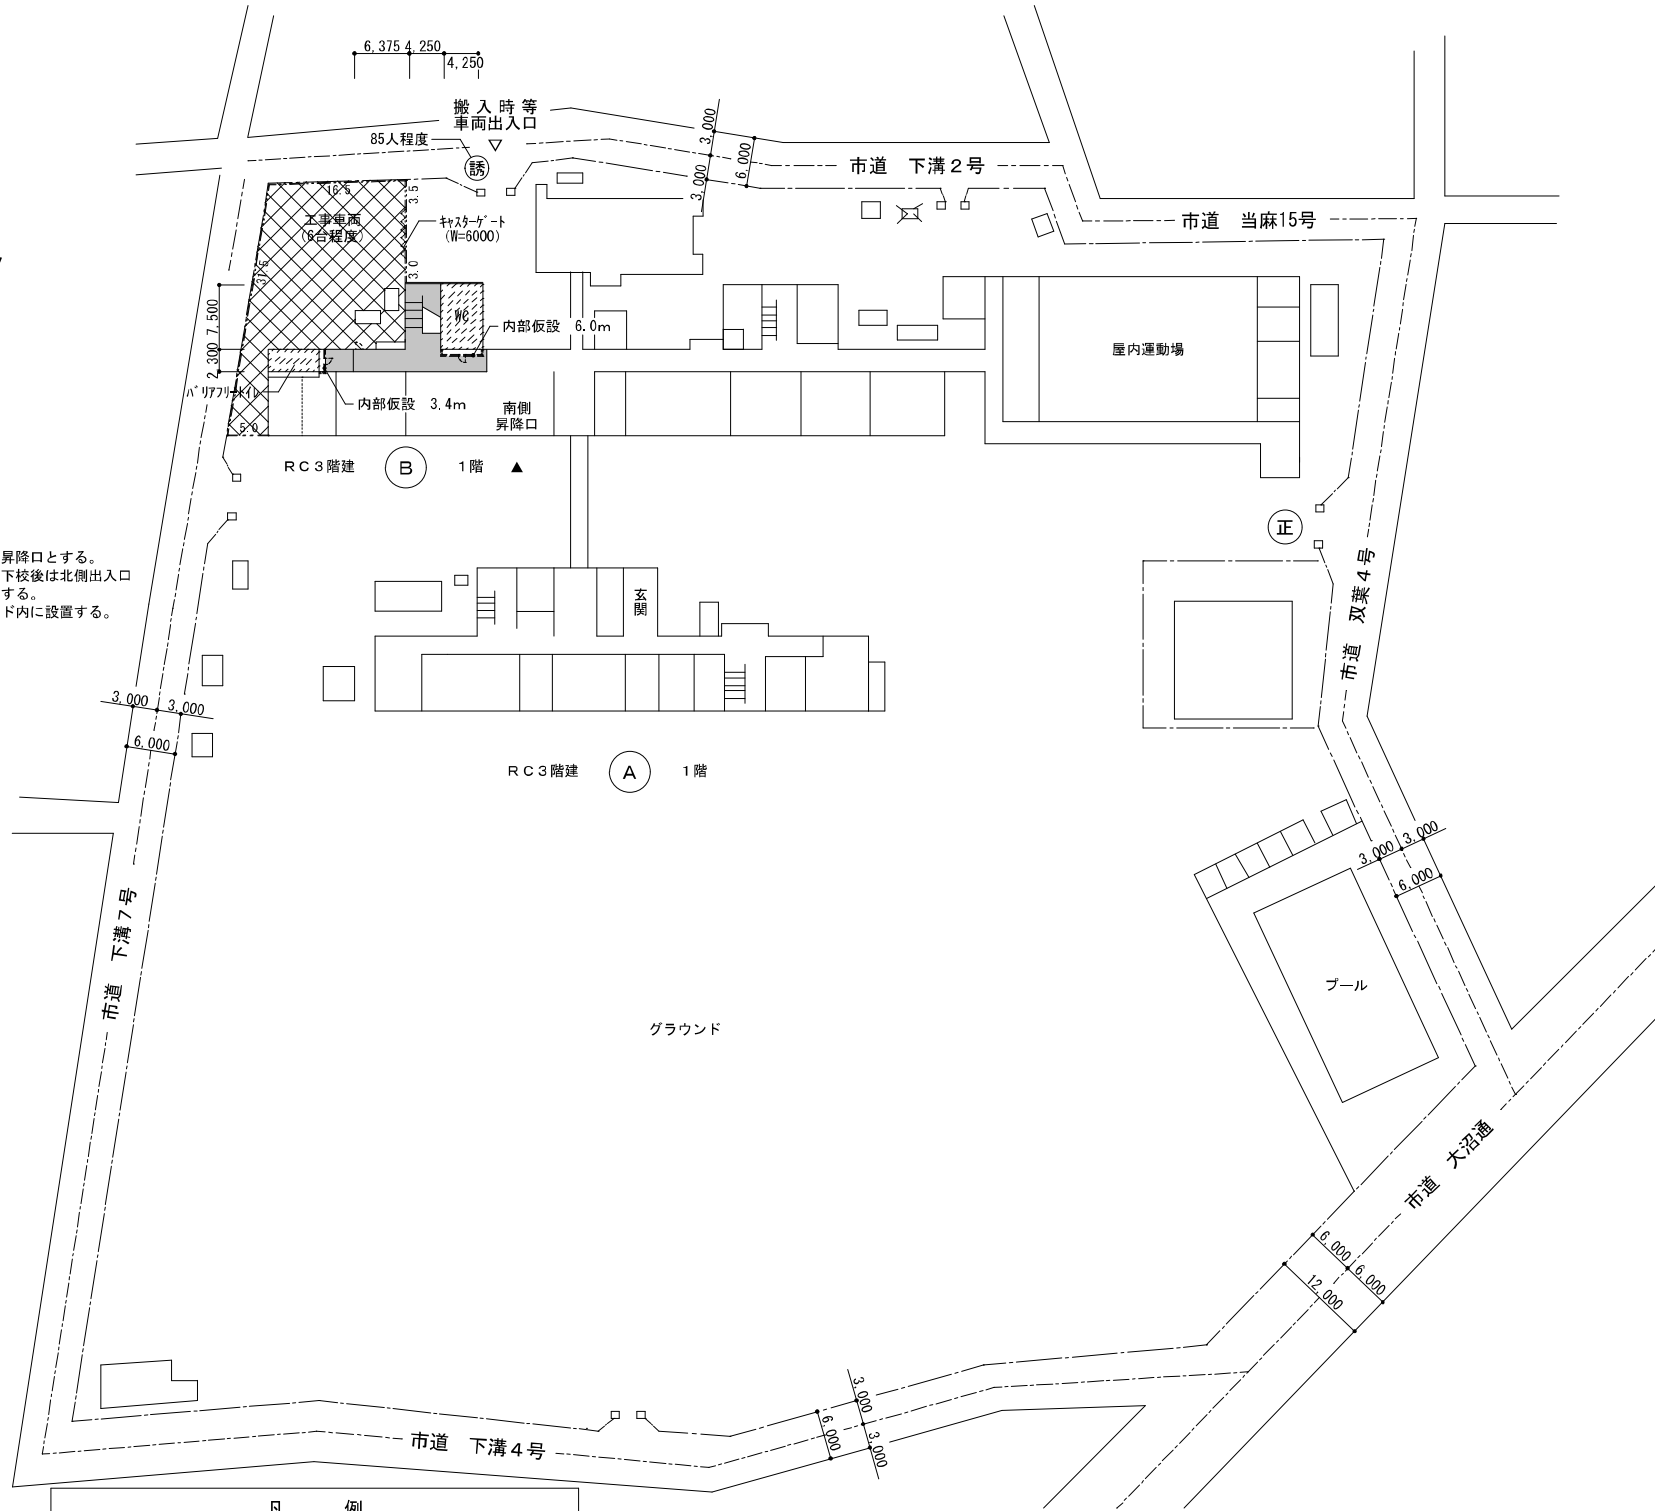 6,375 4,250
4,250
搬入時等
車両出入口
85人程度
誘
3,000
3,000
6,000
市道 下溝2号
市道 当麻15号
16.5
3.5
工事車両
(6台程度)
キャスターゲート
(W=6000)
31.5
3.0
7,500
2,300
WC
内部仮設 6.0m
バリアフリートイレ
内部仮設 3.4m
5.0
南側
昇降口
屋内運動場
RC3階建 B 1階 ▲
正
昇降口とする。
下校後は北側出入口
する。
ド内に設置する。
玄
関
市道 双葉4号
3,000 3,000
6,000
RC3階建 A 1階
3,000 3,000
6,000
市道 下溝7号
プール
グラウンド
市道 大沼通
6,000
6,000
12,000
3,000
6,000
3,000
市道 下溝4号
凡 例